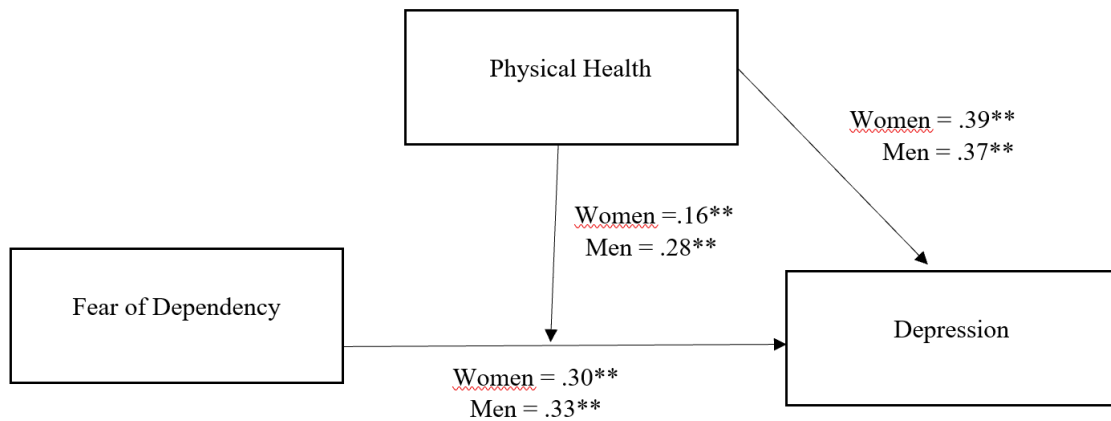 Physical Health
Women = .39**
Men = .37**
Women =.16**
Men = .28**
Fear of Dependency
Depression
Women = .30**
Men = .33**